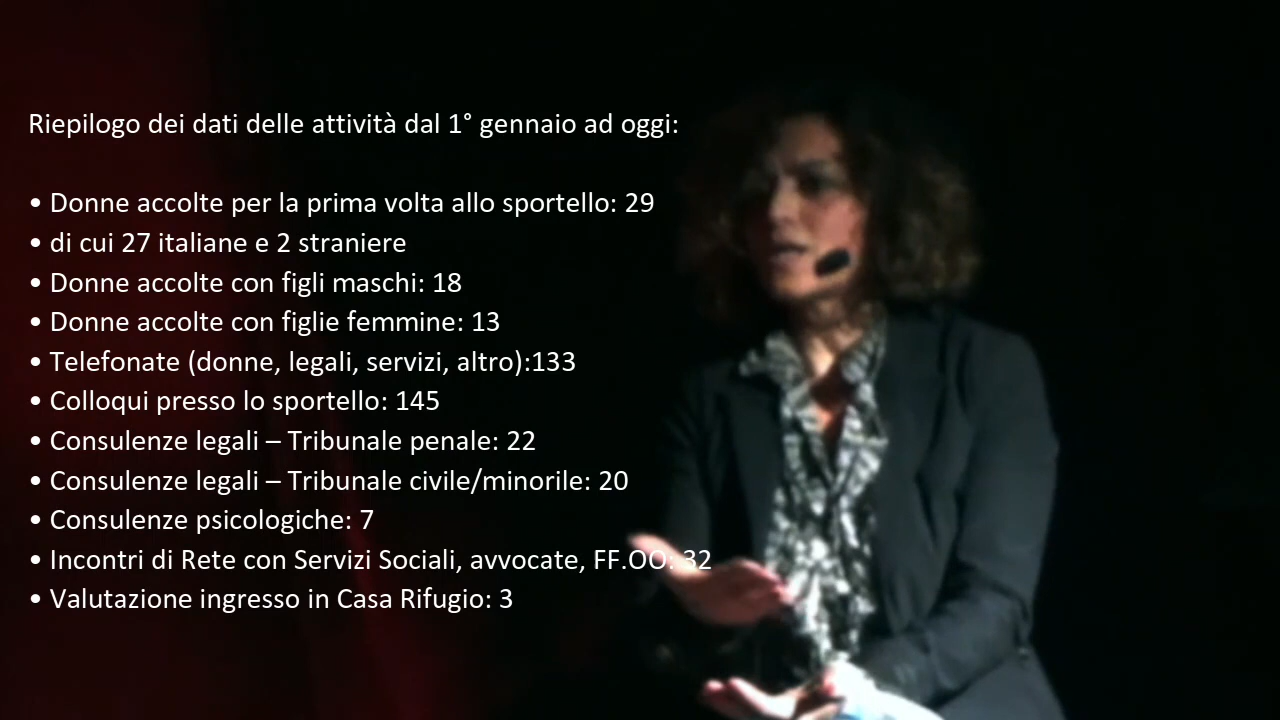 Riepilogo dei dati delle attività dal 1° gennaio ad oggi:
• Donne accolte per la prima volta allo sportello: 29
• di cui 27 italiane e 2 straniere
• Donne accolte con figli maschi: 18
• Donne accolte con figlie femmine: 13
• Telefonate (donne, legali, servizi, altro):133
• Colloqui presso lo sportello: 145
• Consulenze legali – Tribunale penale: 22
• Consulenze legali – Tribunale civile/minorile: 20
• Consulenze psicologiche: 7
• Incontri di Rete con Servizi Sociali, avvocate, FF.OO: 32
• Valutazione ingresso in Casa Rifugio: 3